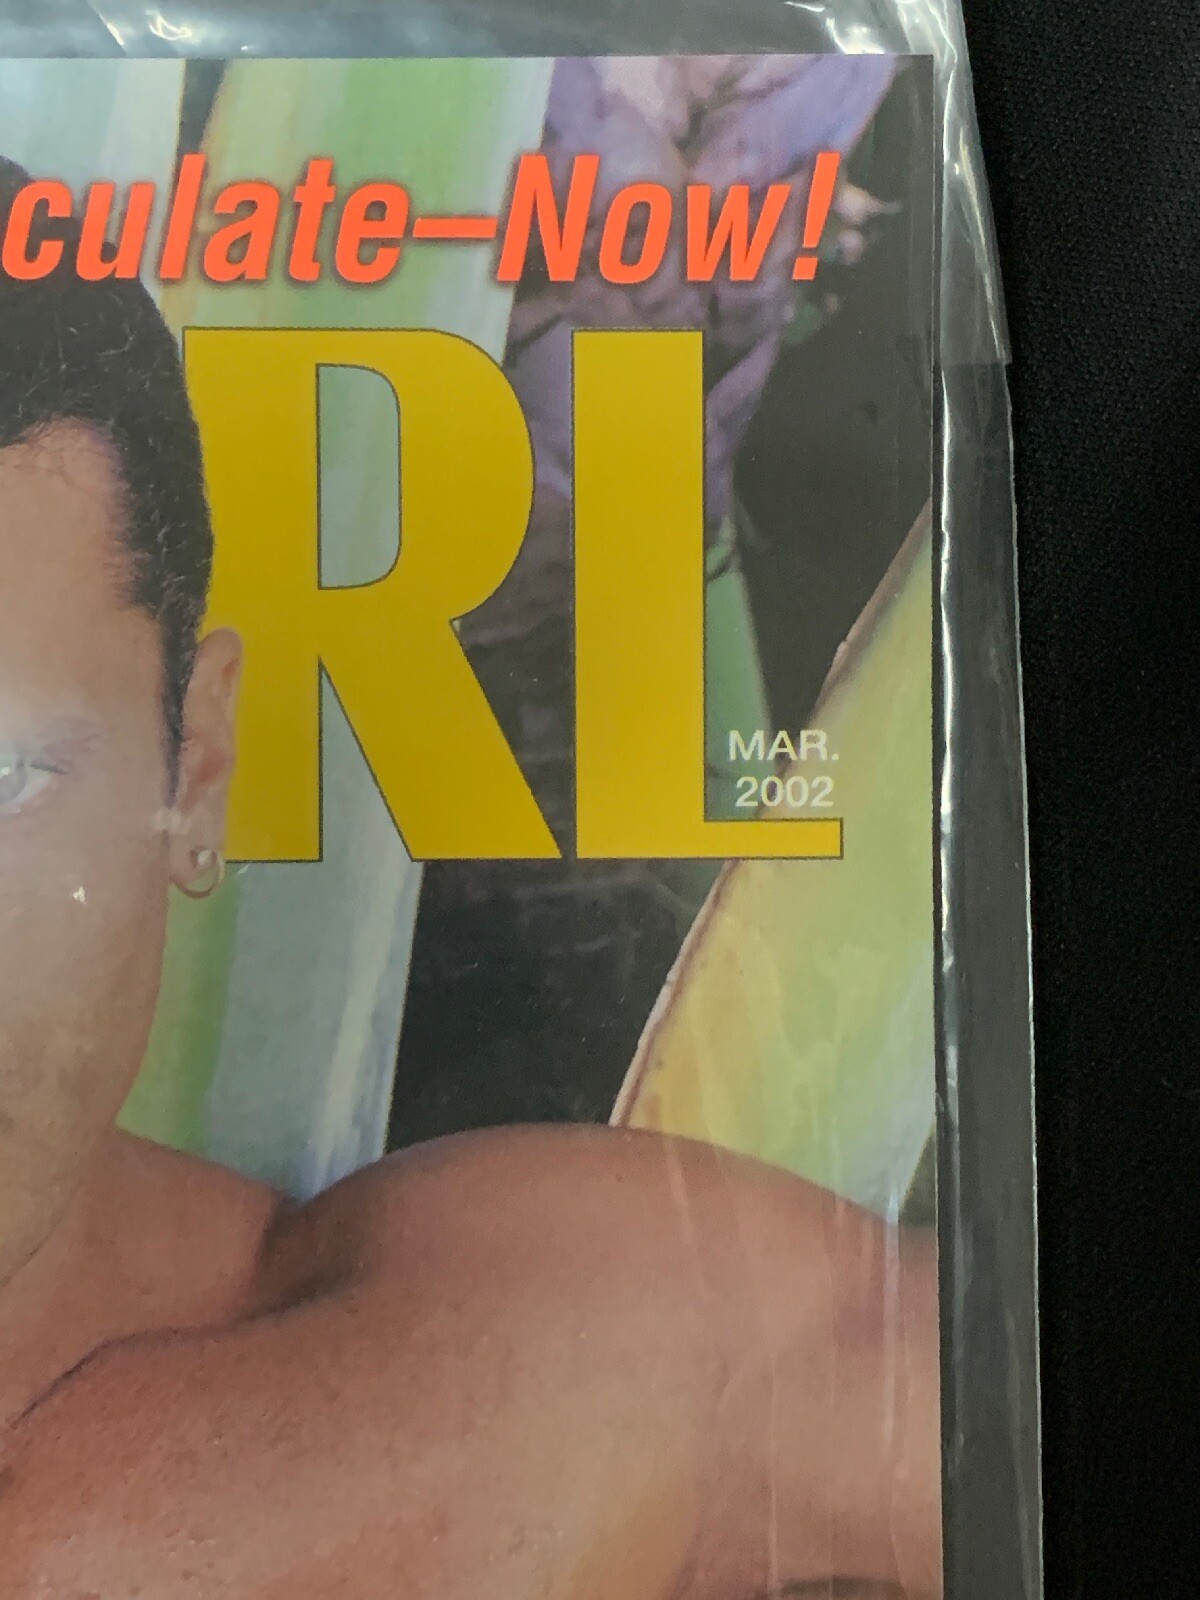 culate–Now!
RL
MAR.
2002